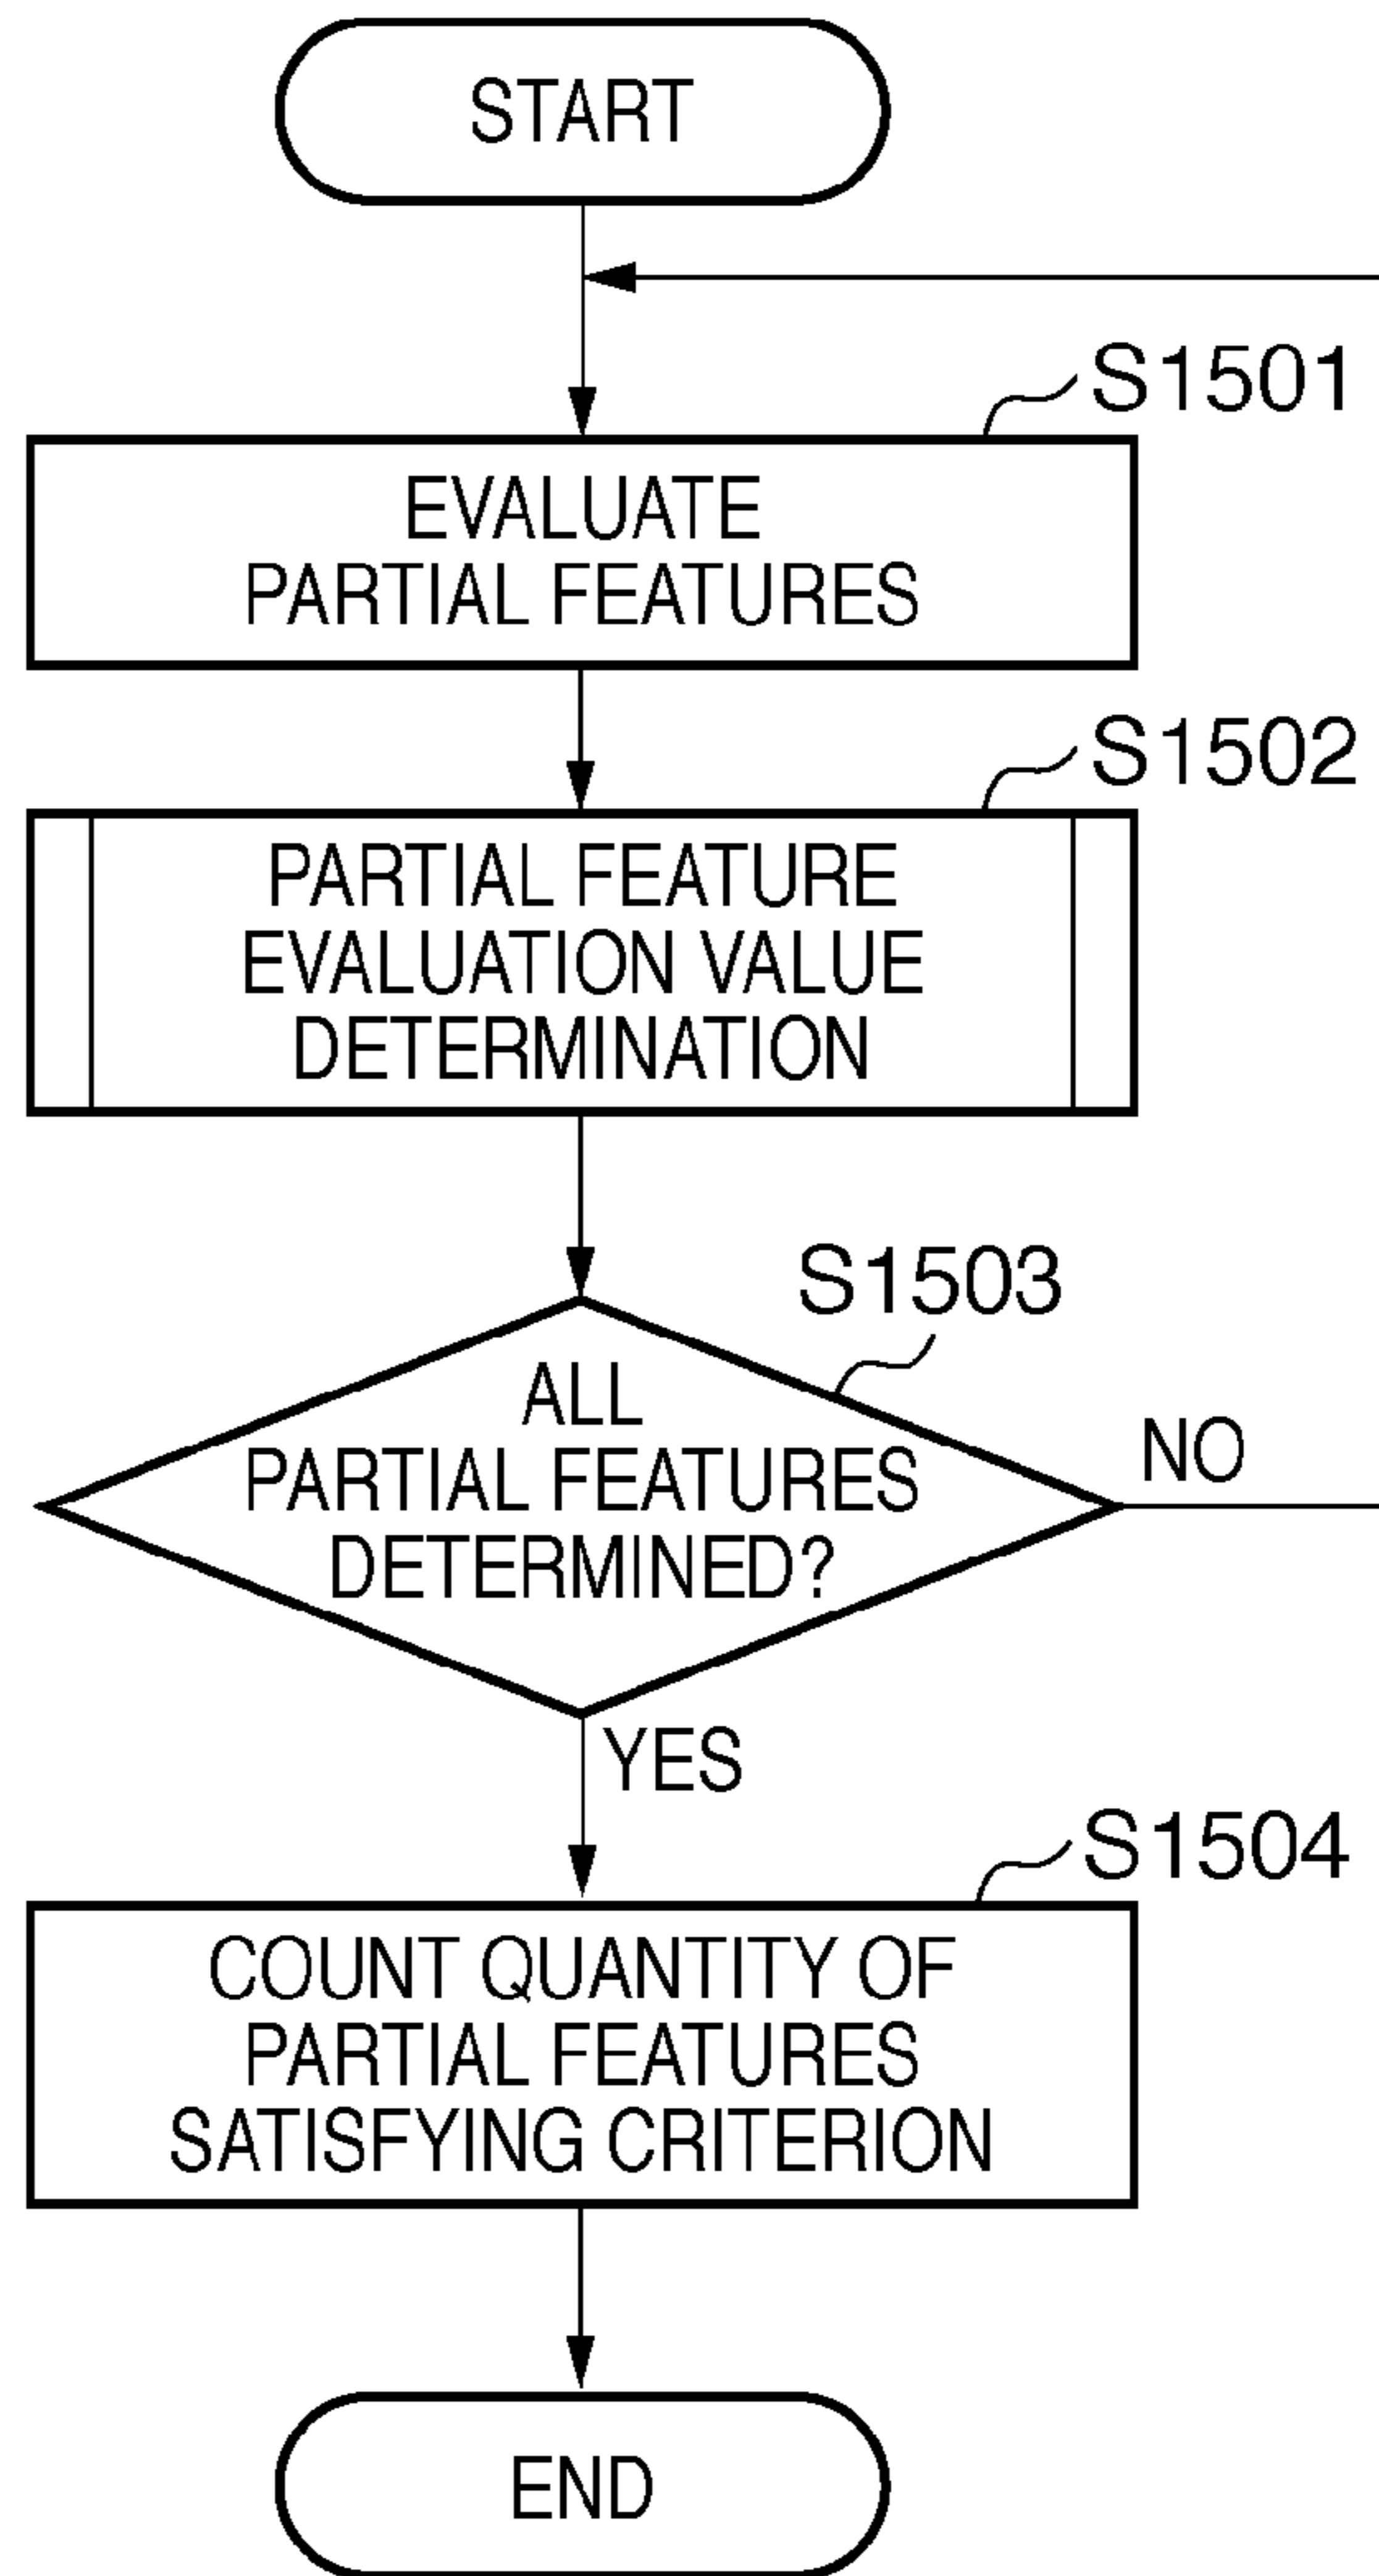 START
S1501
EVALUATE
PARTIAL FEATURES
S1502
PARTIAL FEATURE
EVALUATION VALUE
DETERMINATION
S1503
ALL
PARTIAL FEATURES
DETERMINED?
NO
YES
S1504
COUNT QUANTITY OF
PARTIAL FEATURES
SATISFYING CRITERION
END